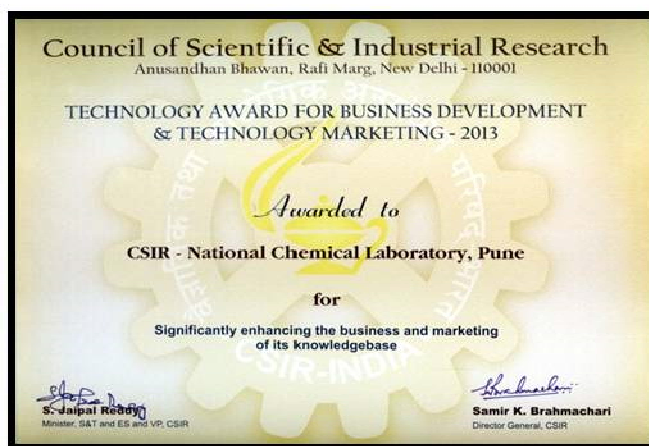 Council of Scientific & Industrial Research
Anusandhan Bhawan, Rafi Marg, New Delhi - 110001
TECHNOLOGY AWARD FOR BUSINESS DEVELOPMENT
& TECHNOLOGY MARKETING - 2013
Awarded to
CSIR - National Chemical Laboratory, Pune
for
Significantly enhancing the business and marketing
of its knowledgebase
CSIR-INDIA
S. Jaipal Reddy
Minister, S&T and ES and VP, CSIR
Samir K. Brahmachari
Director General, CSIR